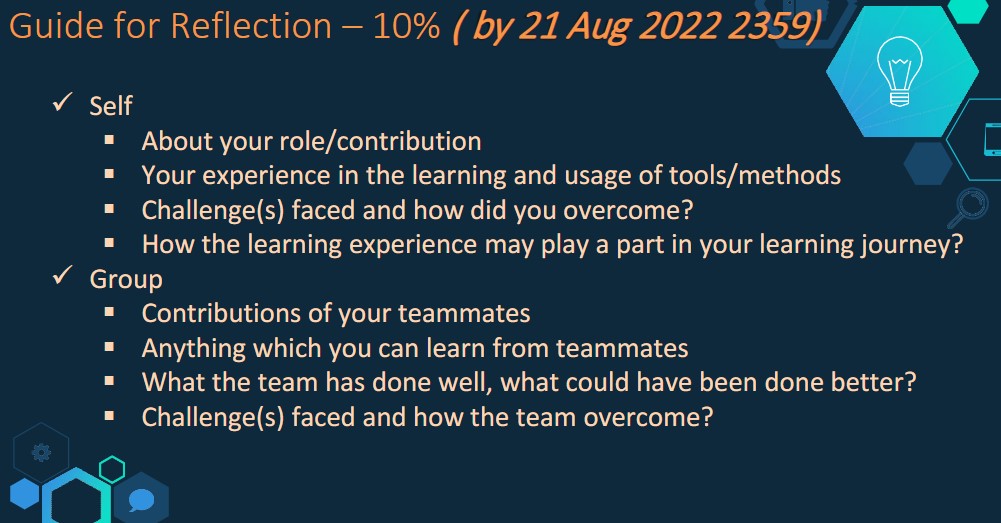 Guide for Reflection – 10% ( by 21 Aug 2022 2359)
✓ Self
▪ About your role/contribution
▪ Your experience in the learning and usage of tools/methods
▪ Challenge(s) faced and how did you overcome?
▪ How the learning experience may play a part in your learning journey?
✓ Group
▪ Contributions of your teammates
▪ Anything which you can learn from teammates
▪ What the team has done well, what could have been done better?
▪ Challenge(s) faced and how the team overcome?